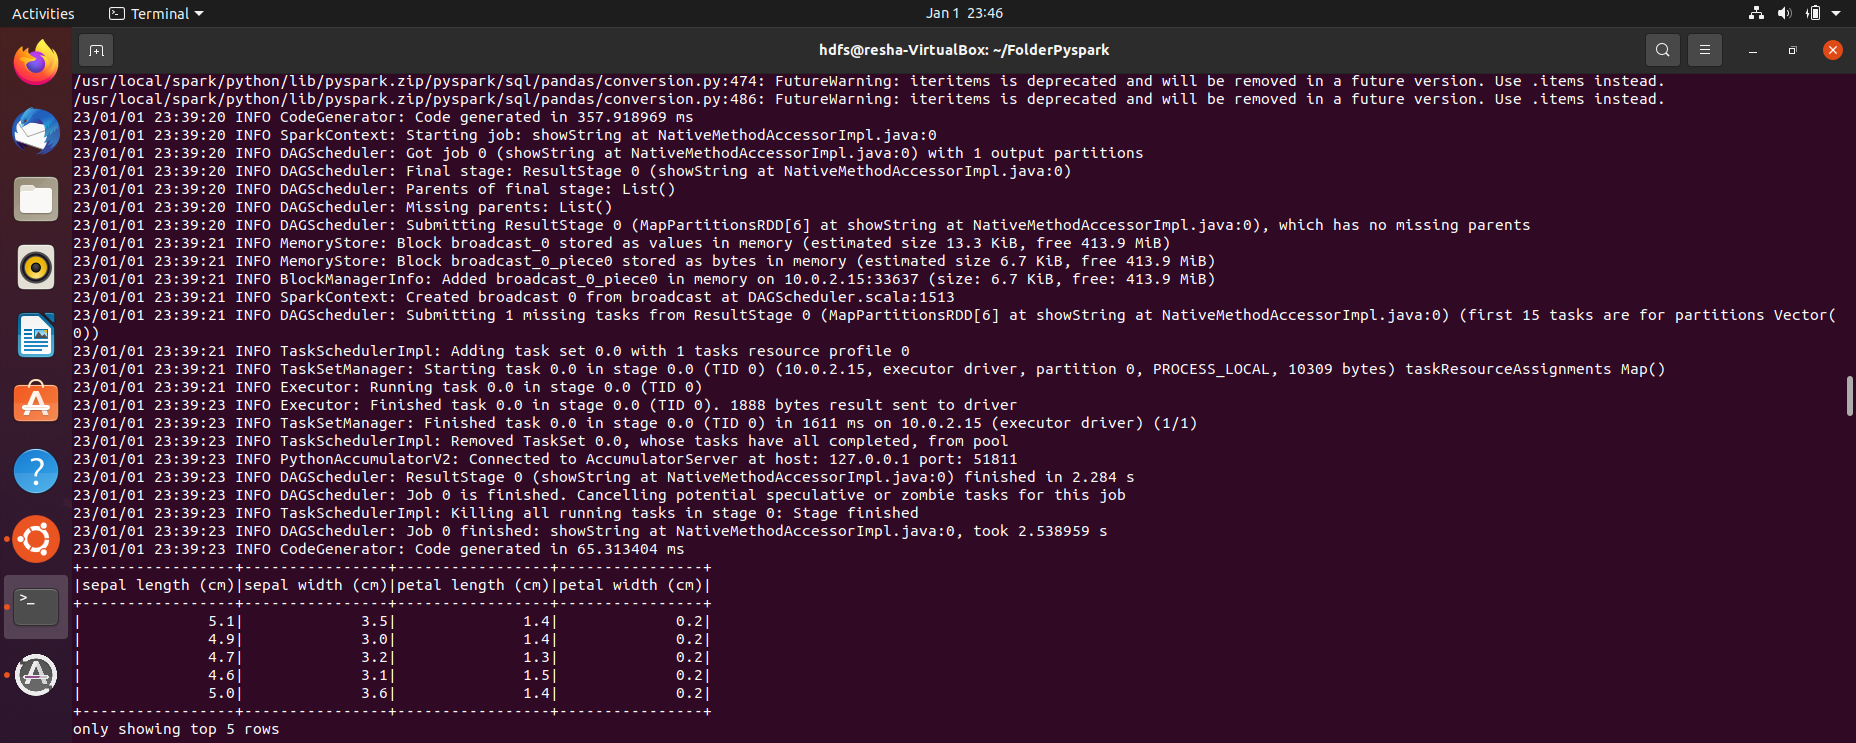 Activities
Terminal
Jan 1 23:46
hdfs@resha-VirtualBox: ~/FolderPyspark
/usr/local/spark/python/lib/pyspark.zip/pyspark/sql/pandas/conversion.py:474: FutureWarning: iteritems is deprecated and will be removed in a future version. Use .items instead.
/usr/local/spark/python/lib/pyspark.zip/pyspark/sql/pandas/conversion.py:486: FutureWarning: iteritems is deprecated and will be removed in a future version. Use .items instead.
23/01/01 23:39:20 INFO CodeGenerator: Code generated in 357.918969 ms
23/01/01 23:39:20 INFO SparkContext: Starting job: showString at NativeMethodAccessorImpl.java:0
23/01/01 23:39:20 INFO DAGScheduler: Got job 0 (showString at NativeMethodAccessorImpl.java:0) with 1 output partitions
23/01/01 23:39:20 INFO DAGScheduler: Final stage: ResultStage 0 (showString at NativeMethodAccessorImpl.java:0)
23/01/01 23:39:20 INFO DAGScheduler: Parents of final stage: List()
23/01/01 23:39:20 INFO DAGScheduler: Missing parents: List()
23/01/01 23:39:20 INFO DAGScheduler: Submitting ResultStage 0 (MapPartitionsRDD[6] at showString at NativeMethodAccessorImpl.java:0), which has no missing parents
23/01/01 23:39:21 INFO MemoryStore: Block broadcast_0 stored as values in memory (estimated size 13.3 KiB, free 413.9 MiB)
23/01/01 23:39:21 INFO MemoryStore: Block broadcast_0_piece0 stored as bytes in memory (estimated size 6.7 KiB, free 413.9 MiB)
23/01/01 23:39:21 INFO BlockManagerInfo: Added broadcast_0_piece0 in memory on 10.0.2.15:33637 (size: 6.7 KiB, free: 413.9 MiB)
23/01/01 23:39:21 INFO SparkContext: Created broadcast 0 from broadcast at DAGScheduler.scala:1513
23/01/01 23:39:21 INFO DAGScheduler: Submitting 1 missing tasks from ResultStage 0 (MapPartitionsRDD[6] at showString at NativeMethodAccessorImpl.java:0) (first 15 tasks are for partitions Vector(
0))
23/01/01 23:39:21 INFO TaskSchedulerImpl: Adding task set 0.0 with 1 tasks resource profile 0
23/01/01 23:39:21 INFO TaskSetManager: Starting task 0.0 in stage 0.0 (TID 0) (10.0.2.15, executor driver, partition 0, PROCESS_LOCAL, 10309 bytes) taskResourceAssignments Map()
23/01/01 23:39:21 INFO Executor: Running task 0.0 in stage 0.0 (TID 0)
23/01/01 23:39:23 INFO Executor: Finished task 0.0 in stage 0.0 (TID 0). 1888 bytes result sent to driver
23/01/01 23:39:23 INFO TaskSetManager: Finished task 0.0 in stage 0.0 (TID 0) in 1611 ms on 10.0.2.15 (executor driver) (1/1)
23/01/01 23:39:23 INFO TaskSchedulerImpl: Removed TaskSet 0.0, whose tasks have all completed, from pool
23/01/01 23:39:23 INFO PythonAccumulatorV2: Connected to AccumulatorServer at host: 127.0.0.1 port: 51811
23/01/01 23:39:23 INFO DAGScheduler: ResultStage 0 (showString at NativeMethodAccessorImpl.java:0) finished in 2.284 s
23/01/01 23:39:23 INFO DAGScheduler: Job 0 is finished. Cancelling potential speculative or zombie tasks for this job
23/01/01 23:39:23 INFO TaskSchedulerImpl: Killing all running tasks in stage 0: Stage finished
23/01/01 23:39:23 INFO DAGScheduler: Job 0 finished: showString at NativeMethodAccessorImpl.java:0, took 2.538959 s
23/01/01 23:39:23 INFO CodeGenerator: Code generated in 65.313404 ms
+-----------------+----------------+-----------------+----------------+
|sepal length (cm)|sepal width (cm)|petal length (cm)|petal width (cm)|
+-----------------+----------------+-----------------+----------------+
|              5.1|             3.5|              1.4|             0.2|
|              4.9|             3.0|              1.4|             0.2|
|              4.7|             3.2|              1.3|             0.2|
|              4.6|             3.1|              1.5|             0.2|
|              5.0|             3.6|              1.4|             0.2|
+-----------------+----------------+-----------------+----------------+
only showing top 5 rows